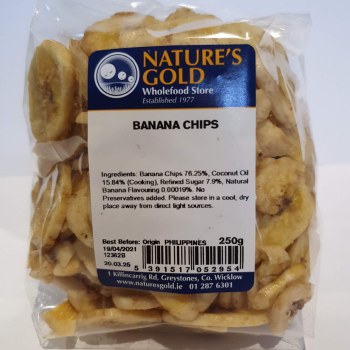 NATURE'S
GOLD
Wholefood Store
Established 1977
BANANA CHIPS
Ingredients: Banana Chips 76.25%, Coconut Oil
15.84% (Cooking), Refined Sugar 7.9%, Natural
Banana Flavouring 0.00019%. No
Preservatives added. Please store in a cool, dry
place away from direct light sources.
Best Before: Origin PHILIPPINES 250g
19/04/2021
12362B
30.03.25
5 391517 052954
1 Killincarrig Rd, Greystones, Co. Wicklow
www.naturesgold.ie 01 287 6301